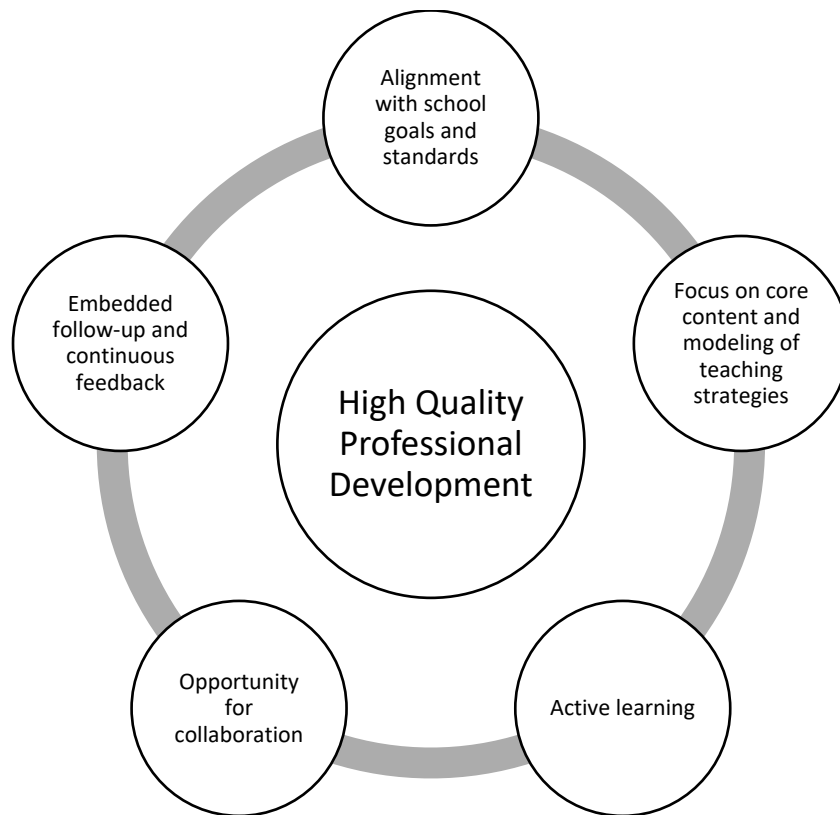 Alignment
with school
goals and
standards
Focus on core
content and
modeling of
teaching
strategies
Active learning
Opportunity
for
collaboration
Embedded
follow-up and
continuous
feedback
High Quality
Professional
Development